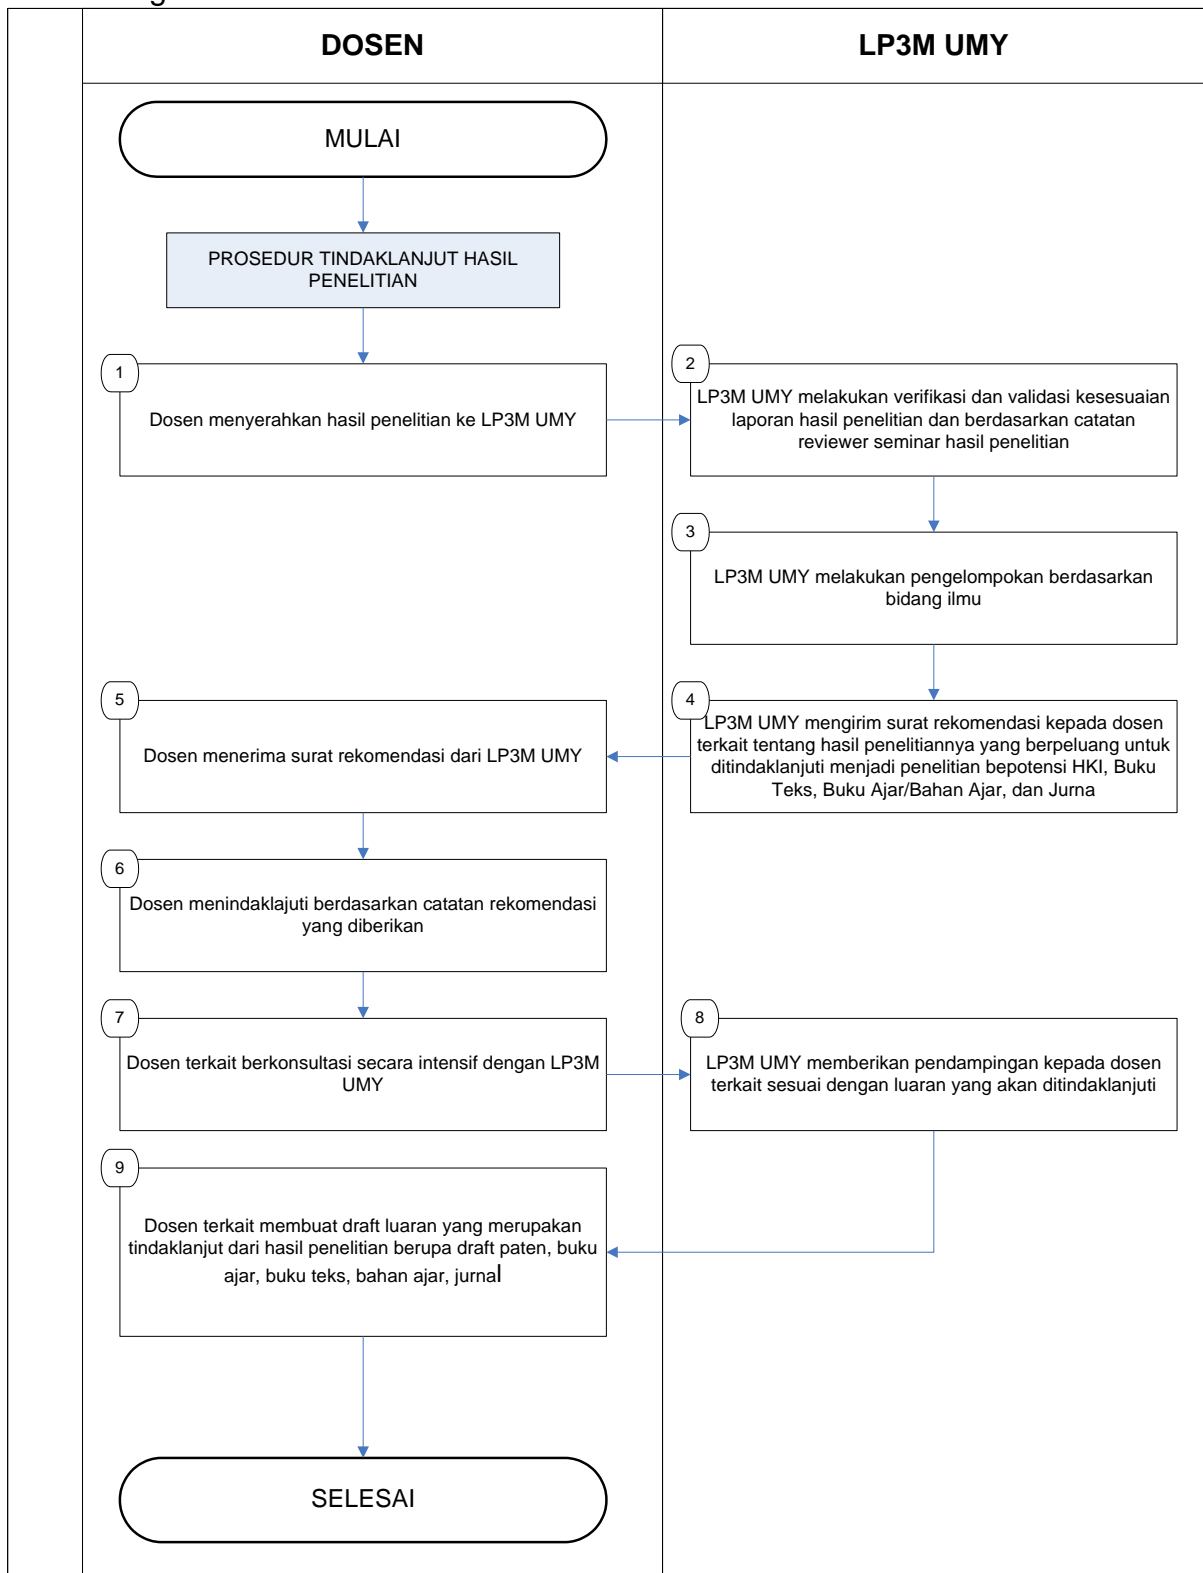 DOSEN
LP3M UMY
MULAI
PROSEDUR TINDAKLANJUT HASIL
PENELITIAN
1
Dosen menyerahkan hasil penelitian ke LP3M UMY
2
LP3M UMY melakukan verifikasi dan validasi kesesuaian
laporan hasil penelitian dan berdasarkan catatan
reviewer seminar hasil penelitian
3
LP3M UMY melakukan pengelompokan berdasarkan
bidang ilmu
4
LP3M UMY mengirim surat rekomendasi kepada dosen
terkait tentang hasil penelitiannya yang berpeluang untuk
ditindaklanjuti menjadi penelitian bepotensi HKI, Buku
Teks, Buku Ajar/Bahan Ajar, dan Jurna
5
Dosen menerima surat rekomendasi dari LP3M UMY
6
Dosen menindaklajuti berdasarkan catatan rekomendasi
yang diberikan
7
Dosen terkait berkonsultasi secara intensif dengan LP3M
UMY
8
LP3M UMY memberikan pendampingan kepada dosen
terkait sesuai dengan luaran yang akan ditindaklanjuti
9
Dosen terkait membuat draft luaran yang merupakan
tindaklanjut dari hasil penelitian berupa draft paten, buku
ajar, buku teks, bahan ajar, jurnal
SELESAI